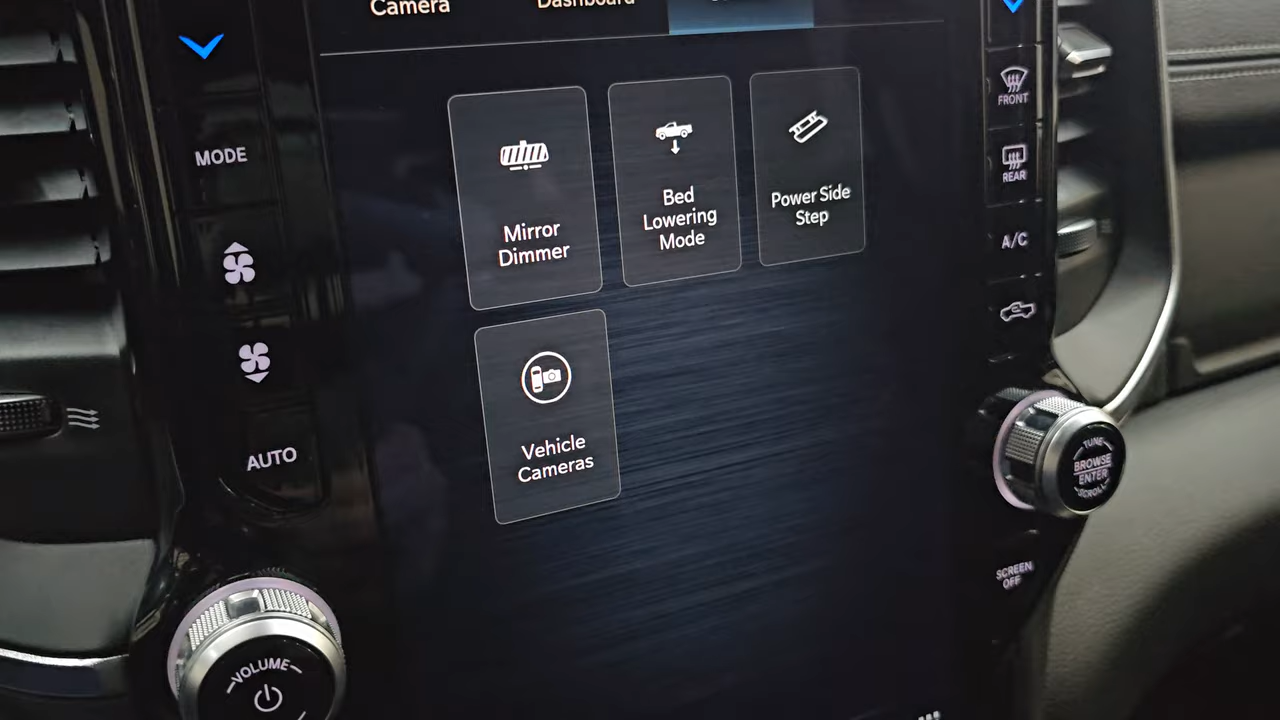 Camera
Dashboard
MODE
AUTO
VOLUME
Mirror
Dimmer
Bed
Lowering
Mode
Power Side
Step
Vehicle
Cameras
FRONT
REAR
A/C
TUNE
BROWSE
ENTER
SCROLL
SCREEN
OFF